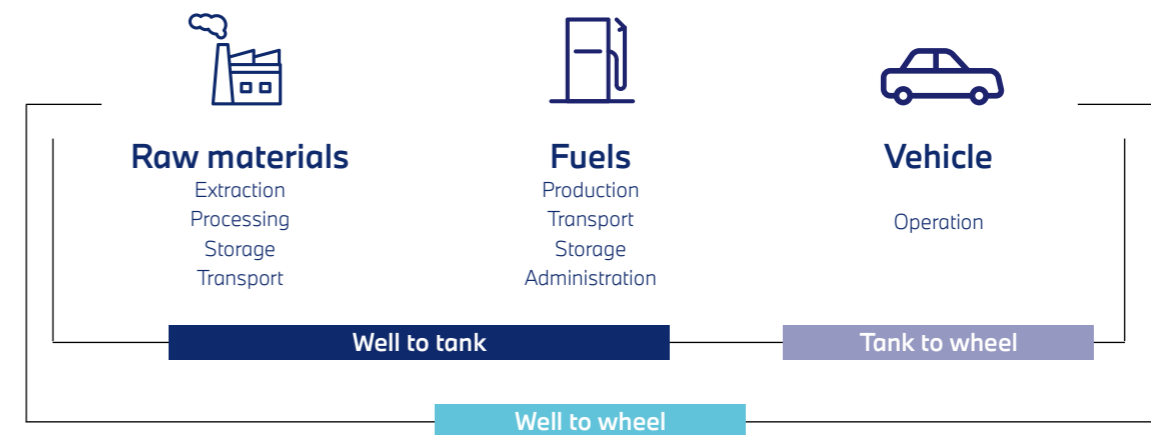 Raw materials
Extraction
Processing
Storage
Transport
Fuels
Production
Transport
Storage
Administration
Vehicle
Operation
Well to tank
Tank to wheel
Well to wheel